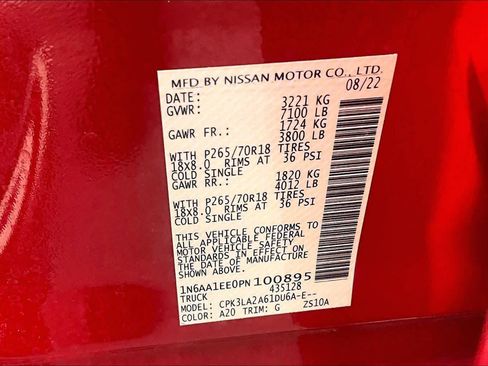 MFD BY NISSAN MOTOR CO., LTD.
DATE: 08/22
GVWR: 3221 KG
7100 LB
GAWR FR.: 1724 KG
3800 LB
WITH P265/70R18 TIRES
18X8.0 RIMS AT 36 PSI
COLD SINGLE
GAWR RR.: 1820 KG
4012 LB
WITH P265/70R18 TIRES
18X8.0 RIMS AT 36 PSI
COLD SINGLE
THIS VEHICLE CONFORMS TO
ALL APPLICABLE FEDERAL
MOTOR VEHICLE SAFETY
STANDARDS IN EFFECT ON THE
DATE OF MANUFACTURE
SHOWN ABOVE.
1N6AA1EE0PN100895
TRUCK 435128
MODEL: CPK3LA2A61DU6A-E--
COLOR: A20 TRIM: G ZS10A